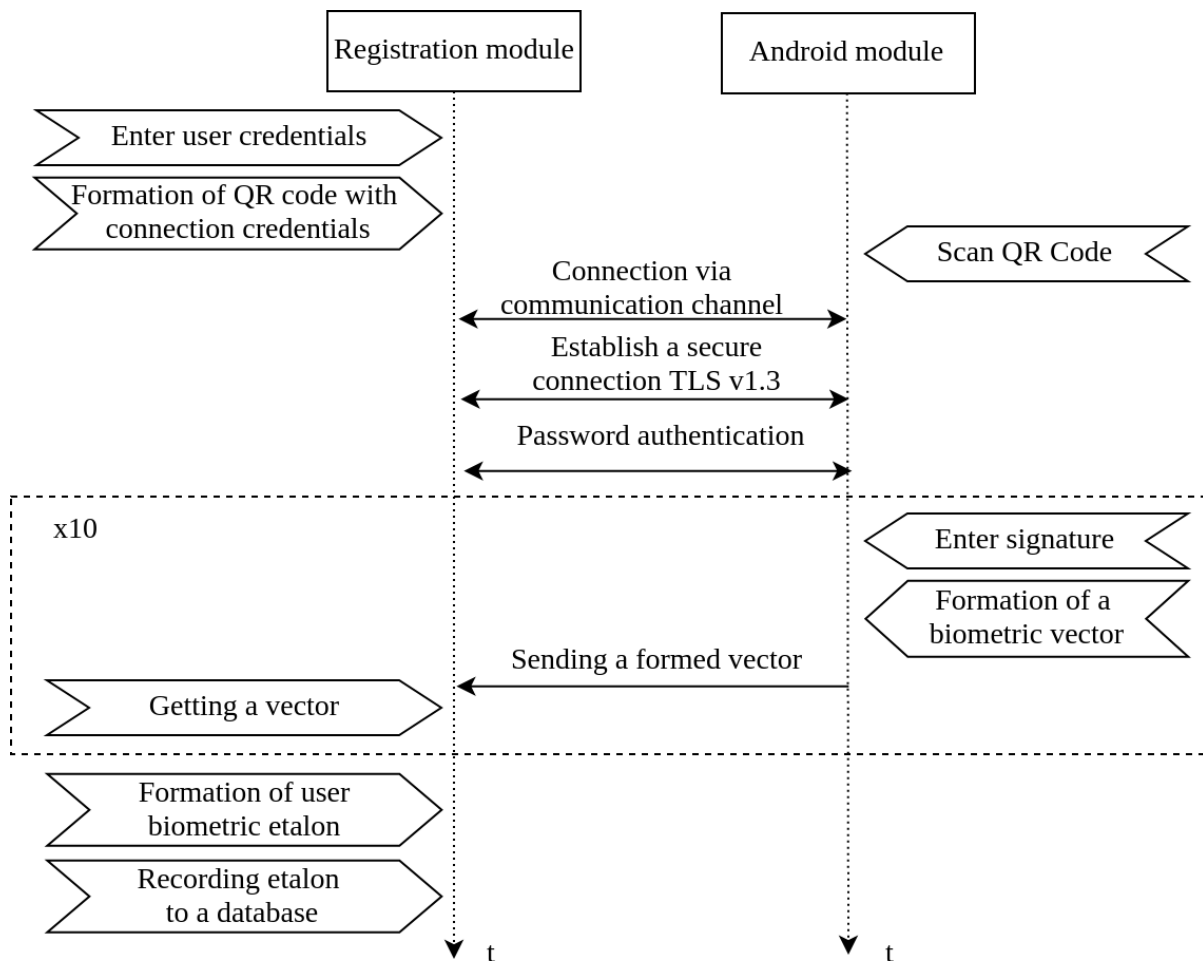 Registration module
Android module
Enter user credentials
Formation of QR code with
connection credentials
Scan QR Code
Connection via
communication channel
Establish a secure
connection TLS v1.3
Password authentication
x10
Enter signature
Formation of a
biometric vector
Sending a formed vector
Getting a vector
Formation of user
biometric etalon
Recording etalon
to a database
t
t